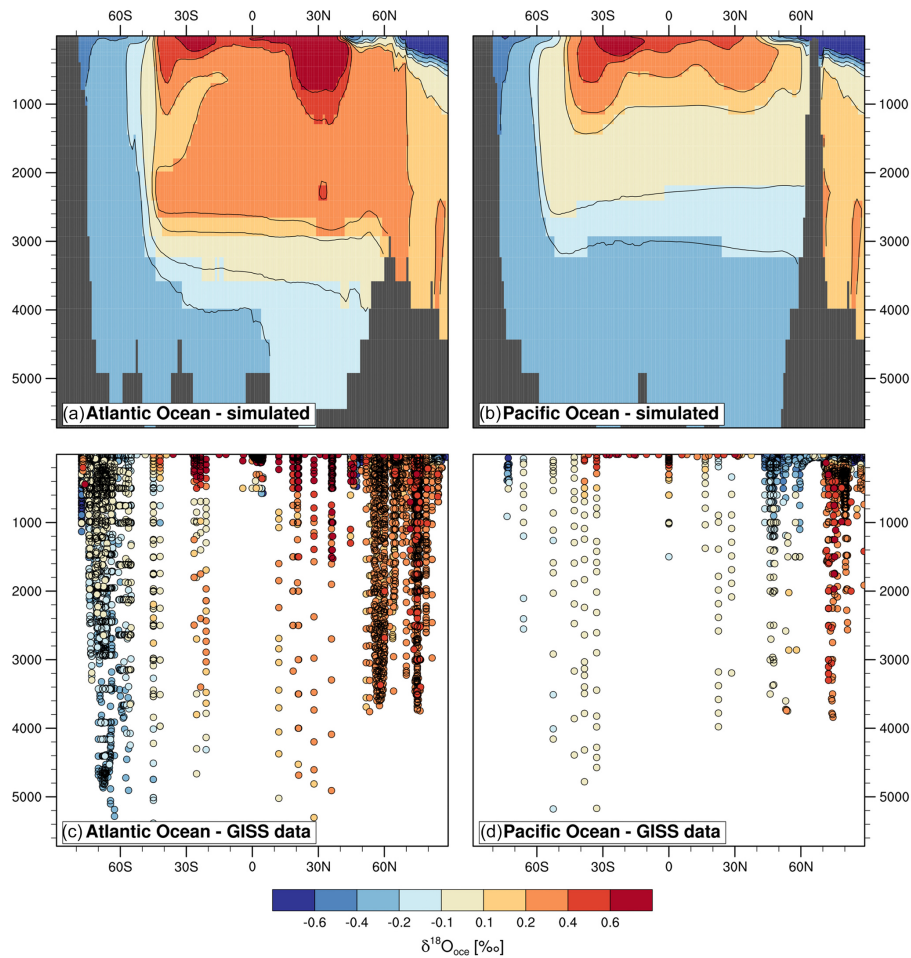 60S 30S 0 30N 60N 60S 30S 0 30N 60N
1000 1000
2000 2000
3000 3000
4000 4000
5000 5000
(a) Atlantic Ocean - simulated (b) Pacific Ocean - simulated
1000 1000
2000 2000
3000 3000
4000 4000
5000 5000
(c) Atlantic Ocean - GISS data (d) Pacific Ocean - GISS data
60S 30S 0 30N 60N 60S 30S 0 30N 60N
-0.6 -0.4 -0.2 -0.1 0.1 0.2 0.4 0.6
δ¹⁸Oₒcₑ [‰]